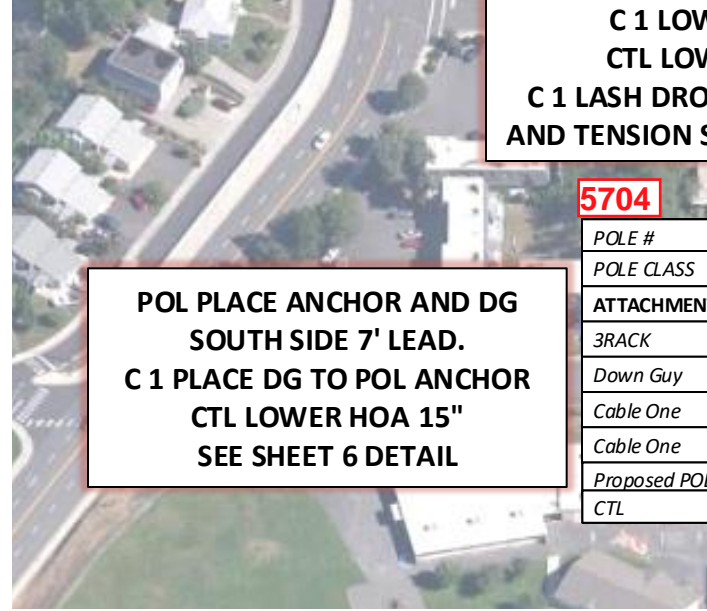 C 1 LOW
CTL LOW
C 1 LASH DRO
AND TENSION S
5704
POLE #
POLE CLASS
ATTACHMEN
3RACK
Down Guy
Cable One
Cable One
Proposed POL
CTL
POL PLACE ANCHOR AND DG
SOUTH SIDE 7' LEAD.
C 1 PLACE DG TO POL ANCHOR
CTL LOWER HOA 15"
SEE SHEET 6 DETAIL